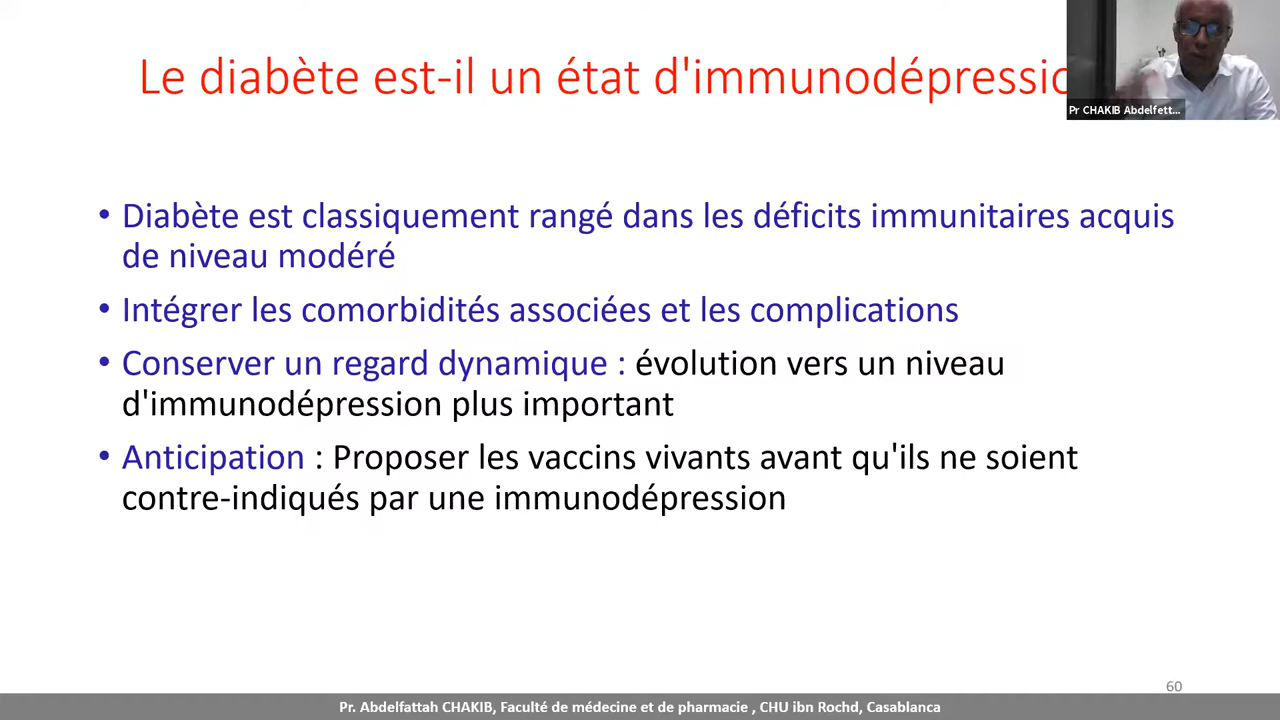 Le diabète est-il un état d'immunodépressio
Pr CHAKIB Abdelfett...
• Diabète est classiquement rangé dans les déficits immunitaires acquis
de niveau modéré
• Intégrer les comorbidités associées et les complications
• Conserver un regard dynamique : évolution vers un niveau
d'immunodépression plus important
• Anticipation : Proposer les vaccins vivants avant qu'ils ne soient
contre-indiqués par une immunodépression
60
Pr. Abdelfattah CHAKIB, Faculté de médecine et de pharmacie , CHU ibn Rochd, Casablanca